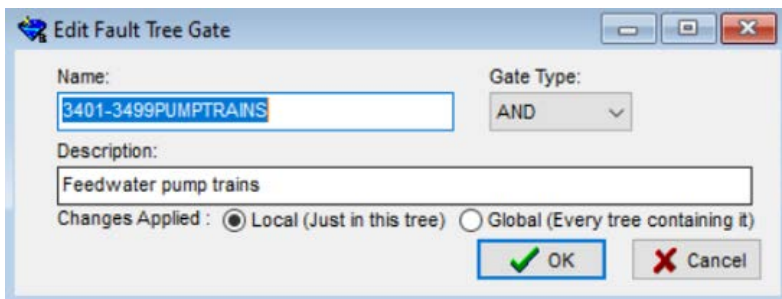 Edit Fault Tree Gate
Name: Gate Type:
3401-3499PUMPTRAINS AND
Description:
Feedwater pump trains
Changes Applied : Local (Just in this tree) Global (Every tree containing it)
OK Cancel